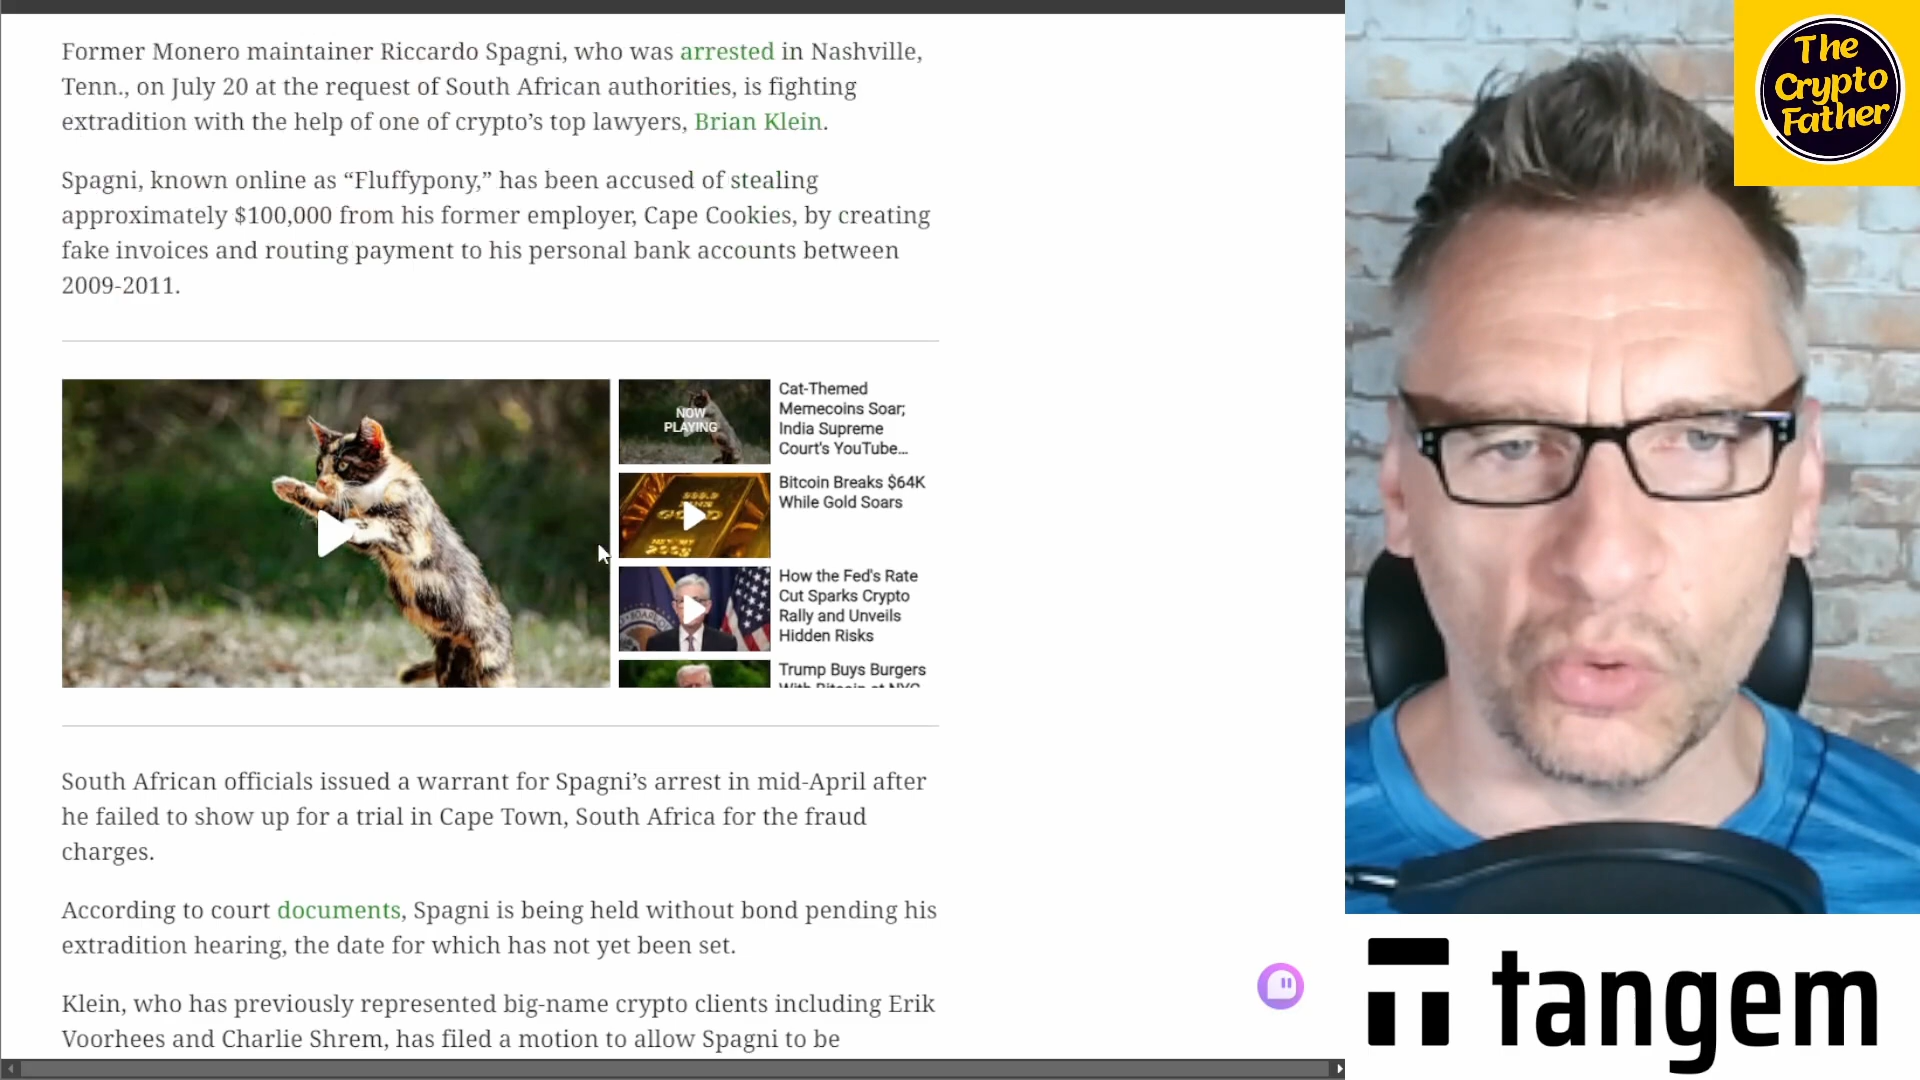 Former Monero maintainer Riccardo Spagni, who was arrested in Nashville,
Tenn., on July 20 at the request of South African authorities, is fighting
extradition with the help of one of crypto’s top lawyers, Brian Klein.
Spagni, known online as “Fluffypony,” has been accused of stealing
approximately $100,000 from his former employer, Cape Cookies, by creating
fake invoices and routing payment to his personal bank accounts between
2009-2011.
NOW
PLAYING
Cat-Themed
Memecoins Soar;
India Supreme
Court's YouTube...
Bitcoin Breaks $64K
While Gold Soars
How the Fed's Rate
Cut Sparks Crypto
Rally and Unveils
Hidden Risks
Trump Buys Burgers
With Bitcoin at NYC
South African officials issued a warrant for Spagni’s arrest in mid-April after
he failed to show up for a trial in Cape Town, South Africa for the fraud
charges.
According to court documents, Spagni is being held without bond pending his
extradition hearing, the date for which has not yet been set.
Klein, who has previously represented big-name crypto clients including Erik
Voorhees and Charlie Shrem, has filed a motion to allow Spagni to be
The
Crypto
Father
tangem